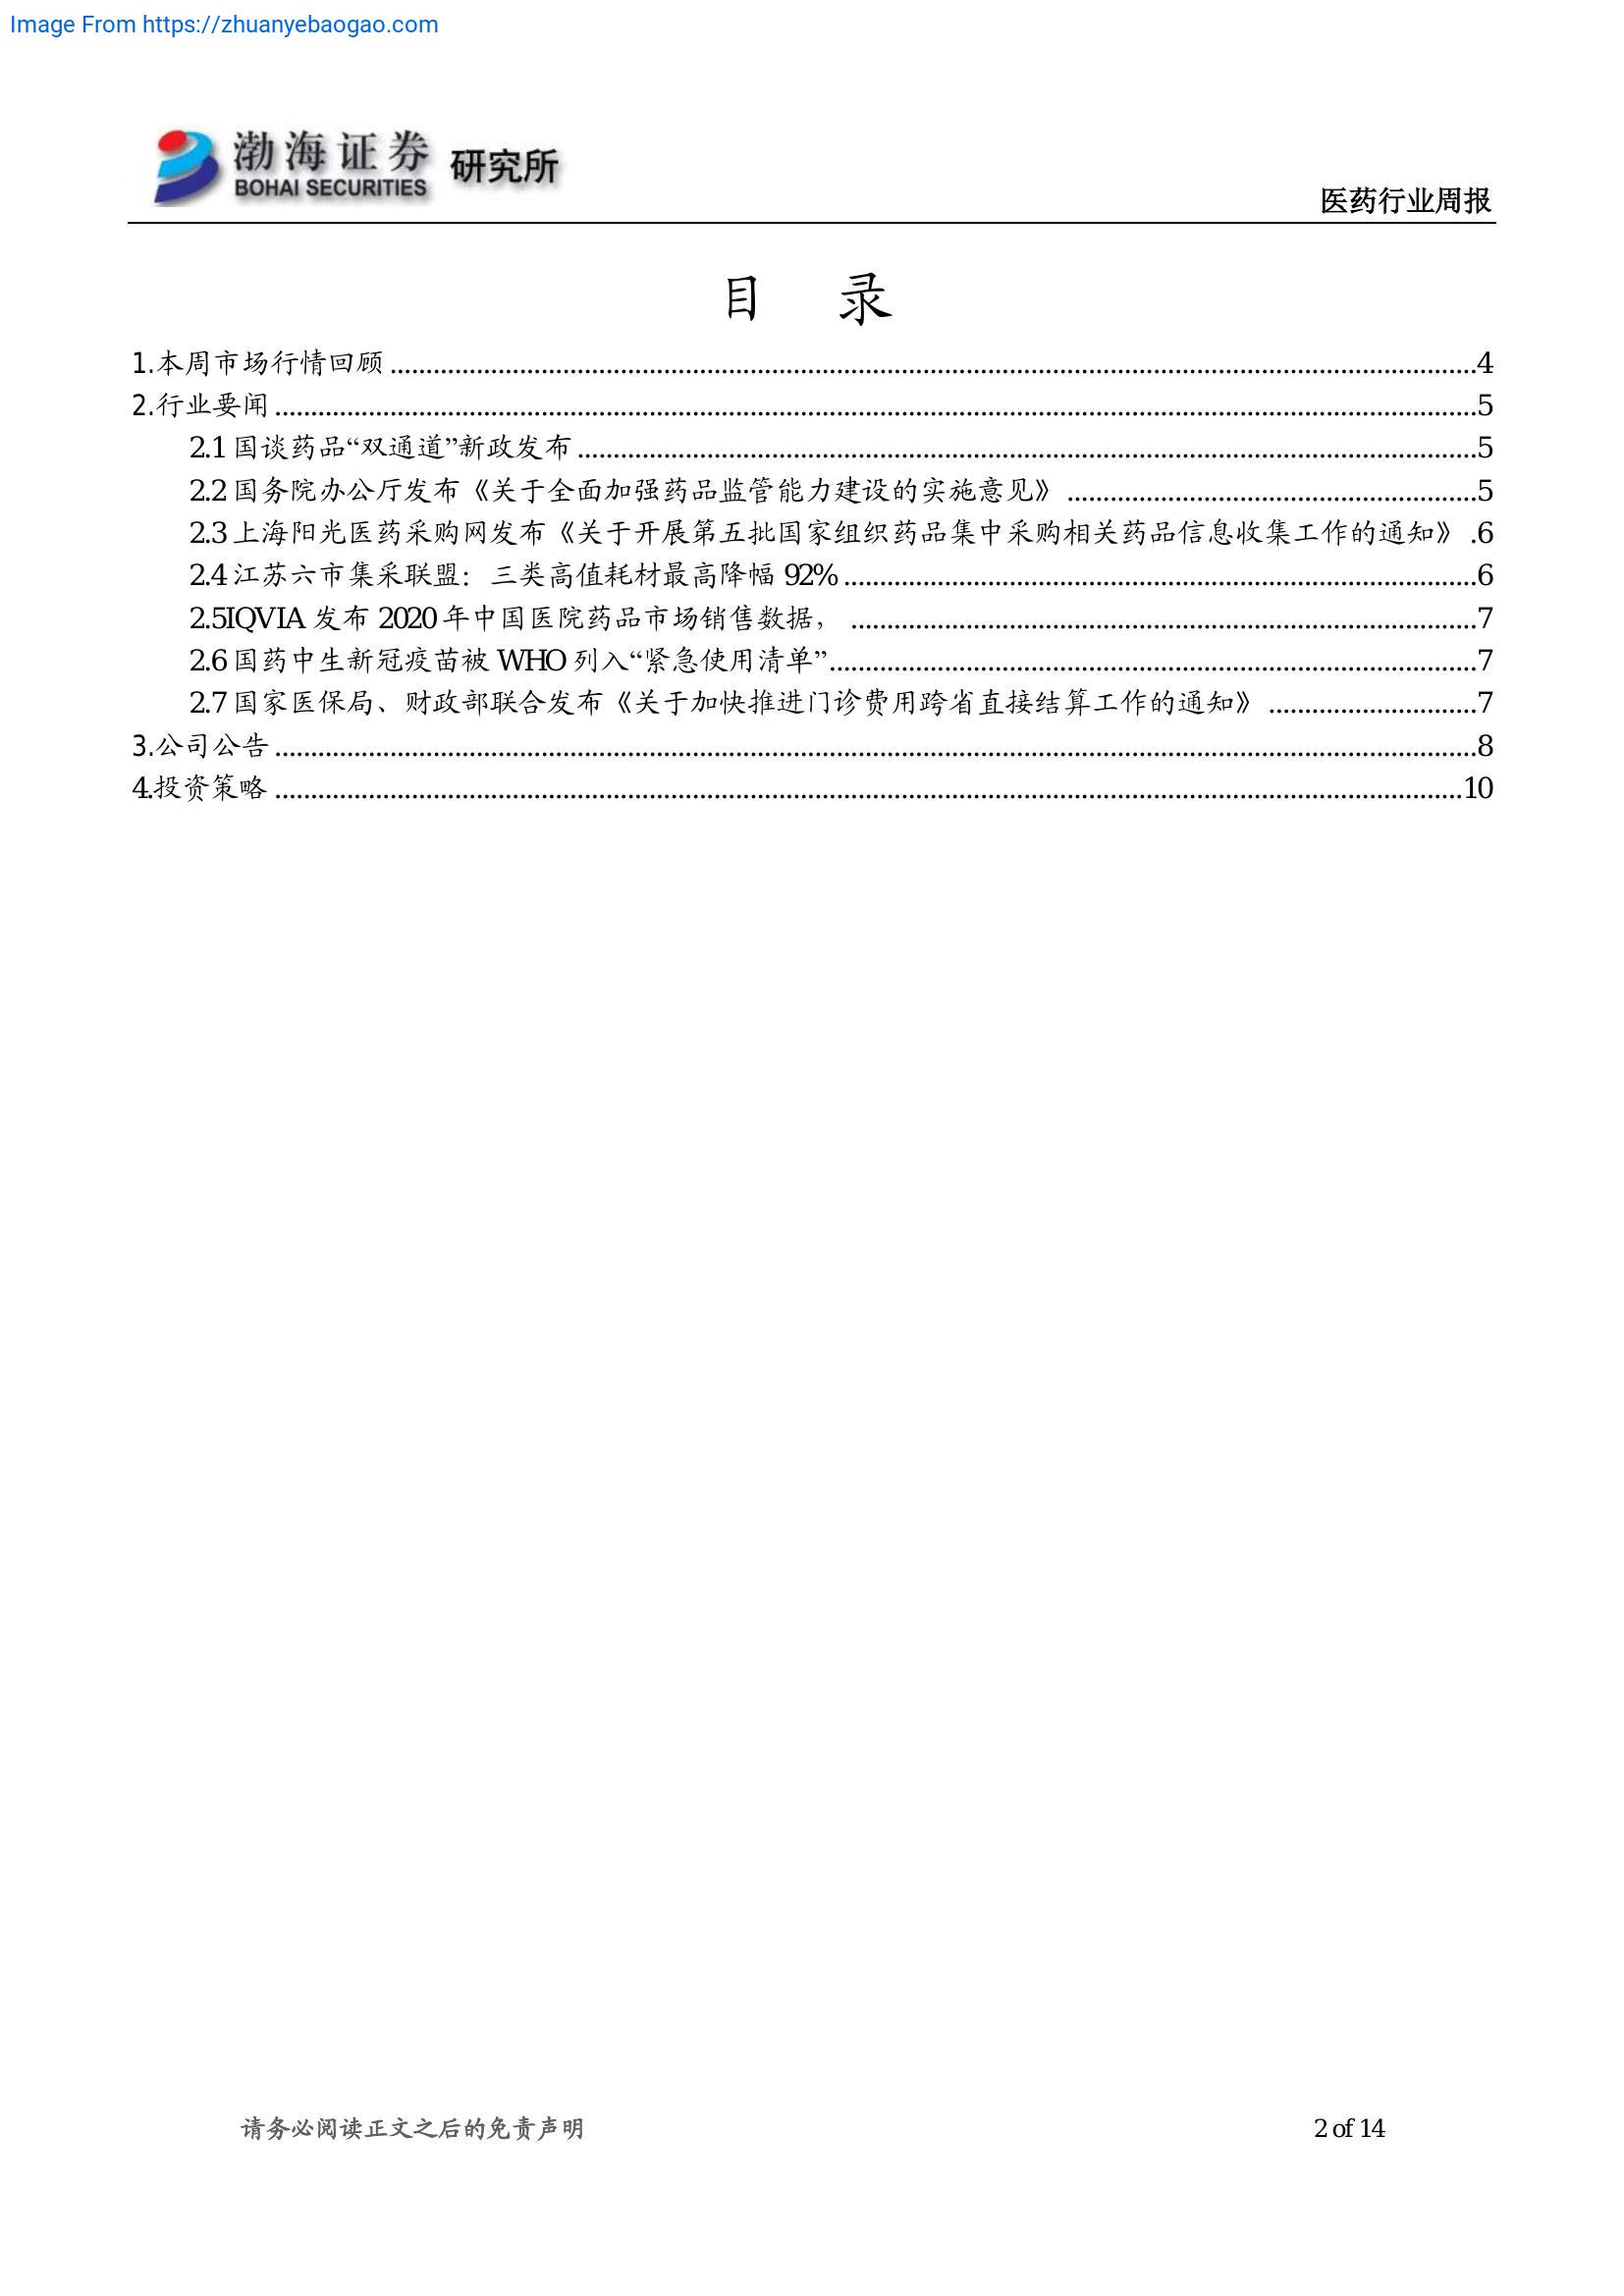 Image From https://zhuanyebaogao.com
渤海证券 研究所
BOHAI SECURITIES
医药行业周报
目 录
1.本周市场行情回顾 ........................................ 4
2.行业要闻 ........................................ 5
2.1国谈药品“双通道”新政发布 ........................................ 5
2.2国务院办公厅发布《关于全面加强药品监管能力建设的实施意见》 ........................................ 5
2.3上海阳光医药采购网发布《关于开展第五批国家组织药品集中采购相关药品信息收集工作的通知》 .6
2.4江苏六市集采联盟：三类高值耗材最高降幅 92% ........................................ 6
2.5IQVIA 发布 2020年中国医院药品市场销售数据， ........................................ 7
2.6国药中生新冠疫苗被 WHO 列入“紧急使用清单” ........................................ 7
2.7国家医保局、财政部联合发布《关于加快推进门诊费用跨省直接结算工作的通知》 ........................................ 7
3.公司公告 ........................................ 8
4.投资策略 ........................................ 10
请务必阅读正文之后的免责声明
2 of 14